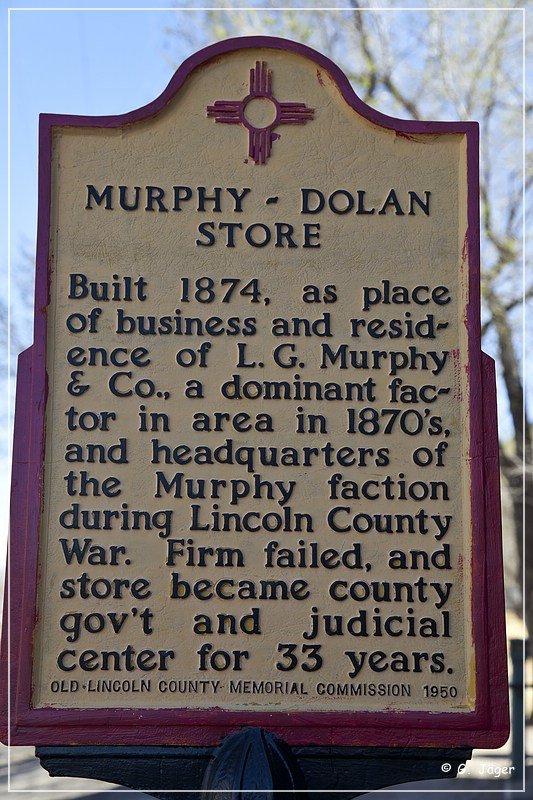 MURPHY - DOLAN
STORE
Built 1874, as place
of business and resid-
ence of L.G. Murphy
& Co., a dominant fac-
tor in area in 1870's,
and headquarters of
the Murphy faction
during Lincoln County
War. Firm failed, and
store became county
gov't and judicial
center for 33 years.
OLD-LINCOLN COUNTY-MEMORIAL COMMISSION 1950
© G. Jäger